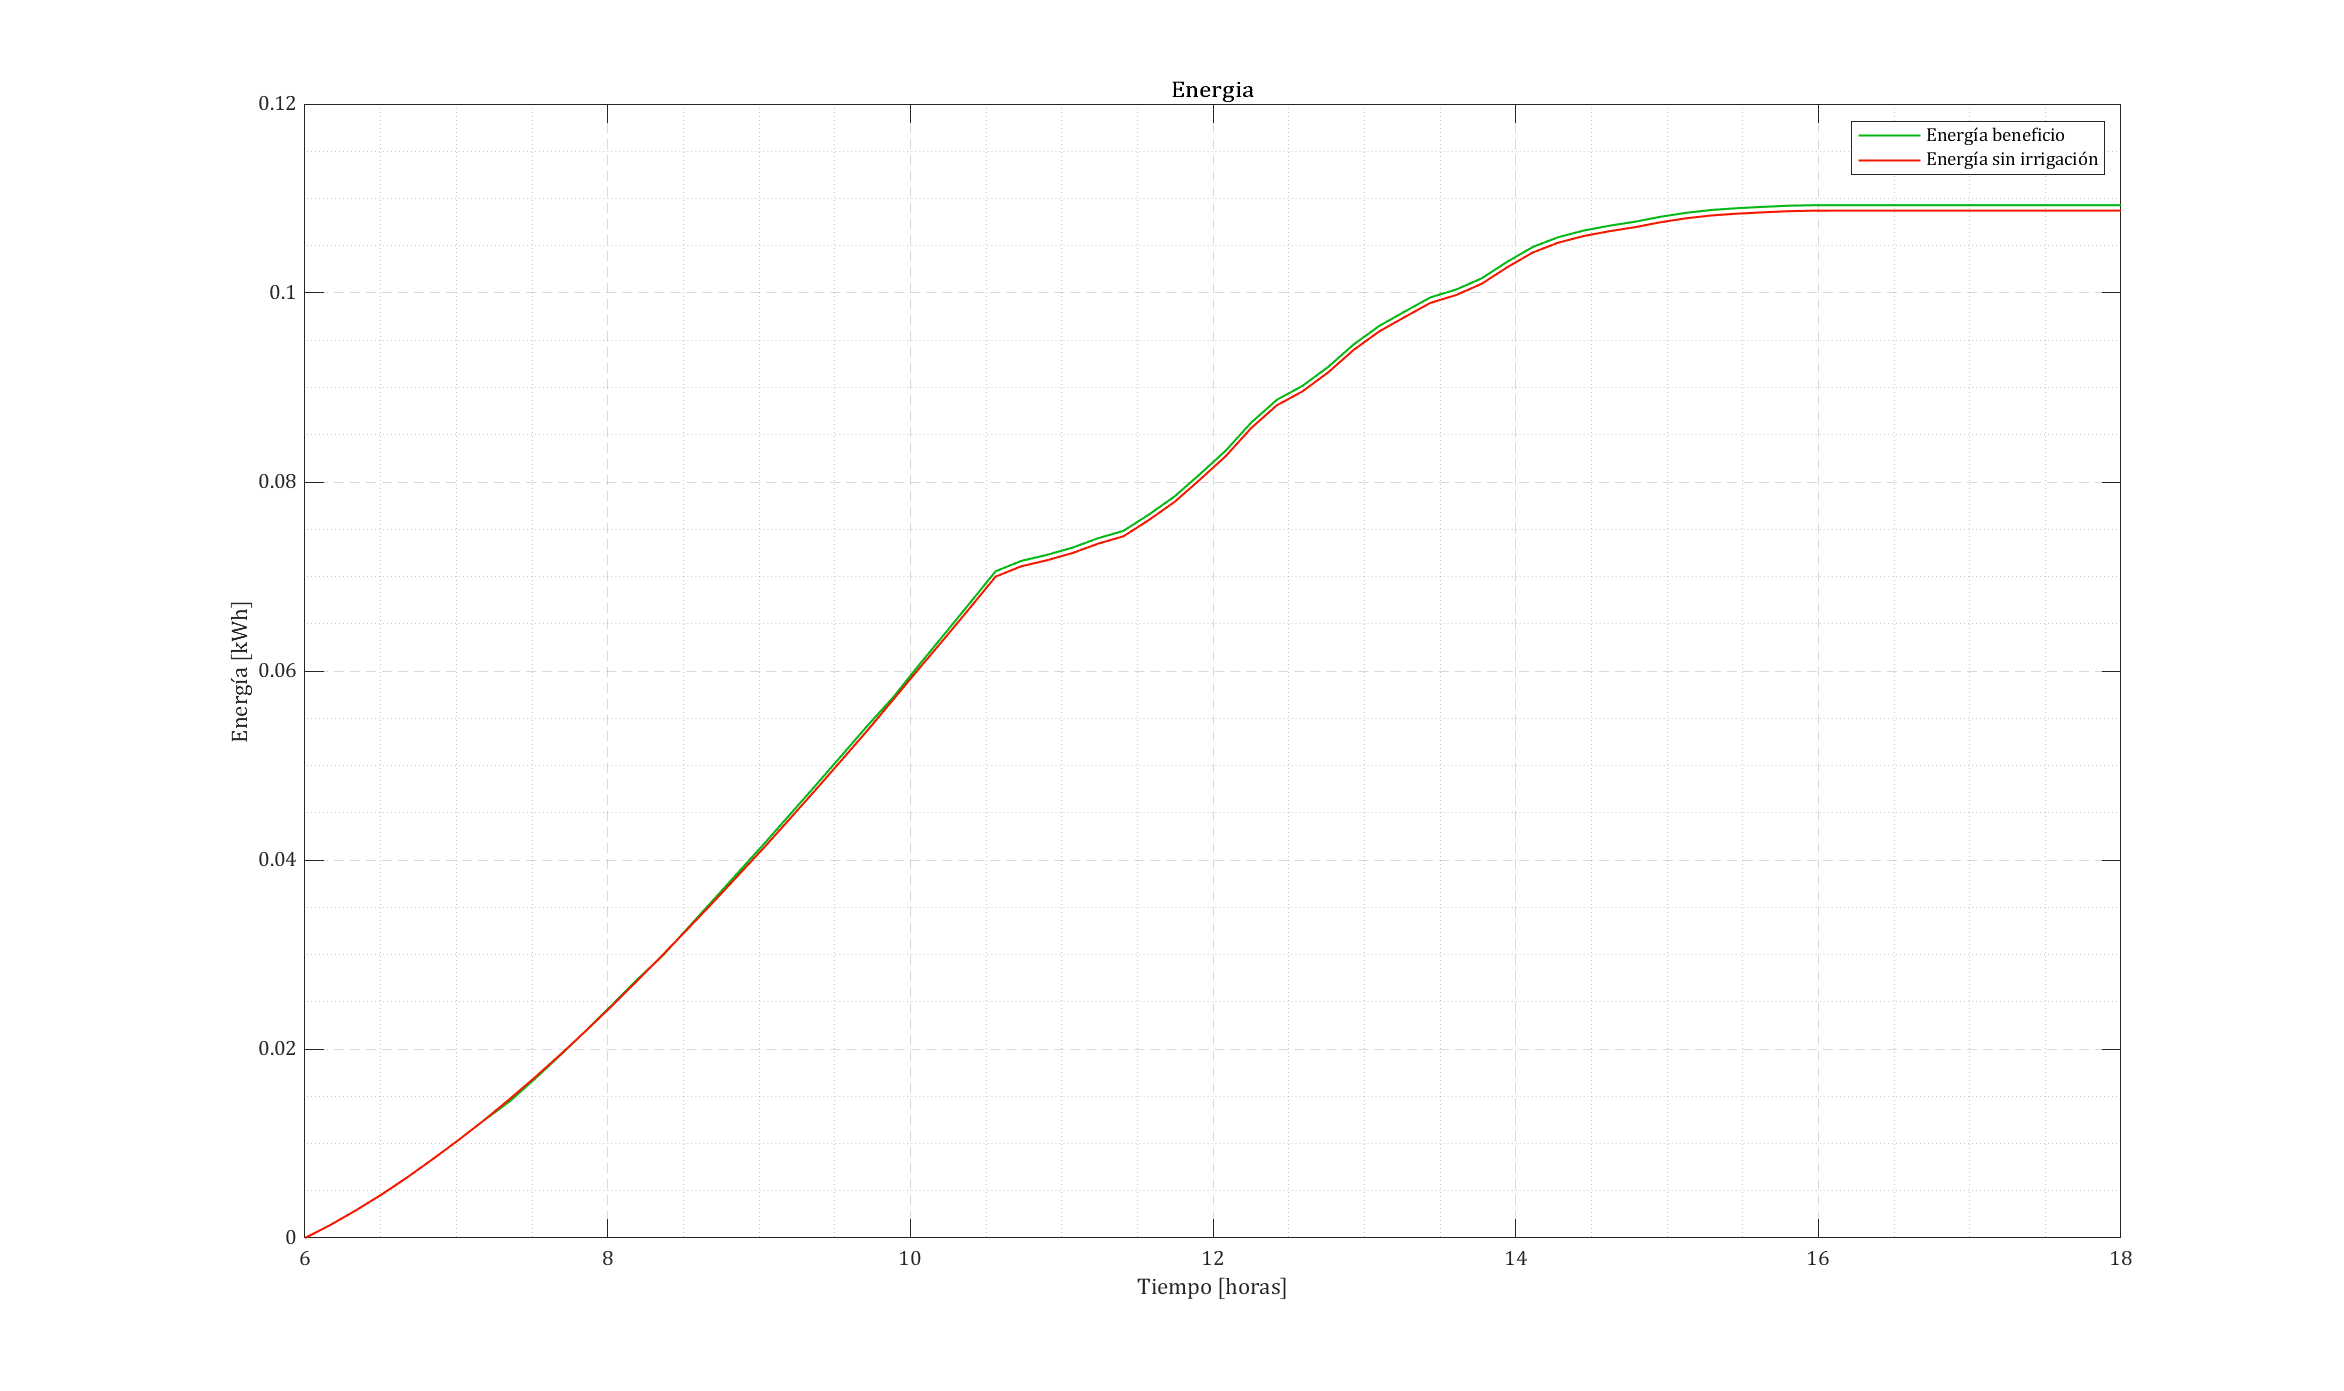 Energia
0.12
0.1
0.08
0.06
0.04
0.02
0
Energía [kWh]
Energía beneficio
Energía sin irrigación
6 8 10 12 14 16 18
Tiempo [horas]